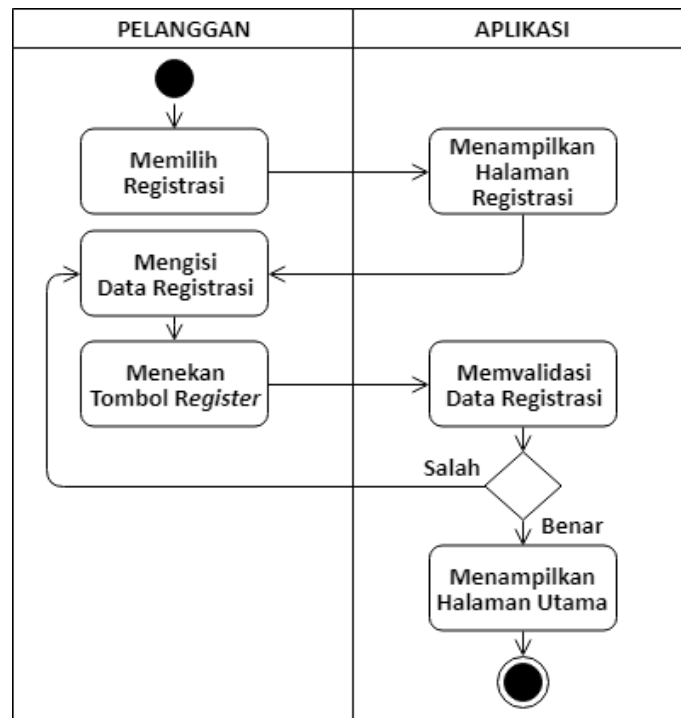 PELANGGAN
APLIKASI
Memilih
Registrasi
Menampilkan
Halaman
Registrasi
Mengisi
Data Registrasi
Menekan
Tombol Register
Memvalidasi
Data Registrasi
Salah
Benar
Menampilkan
Halaman Utama